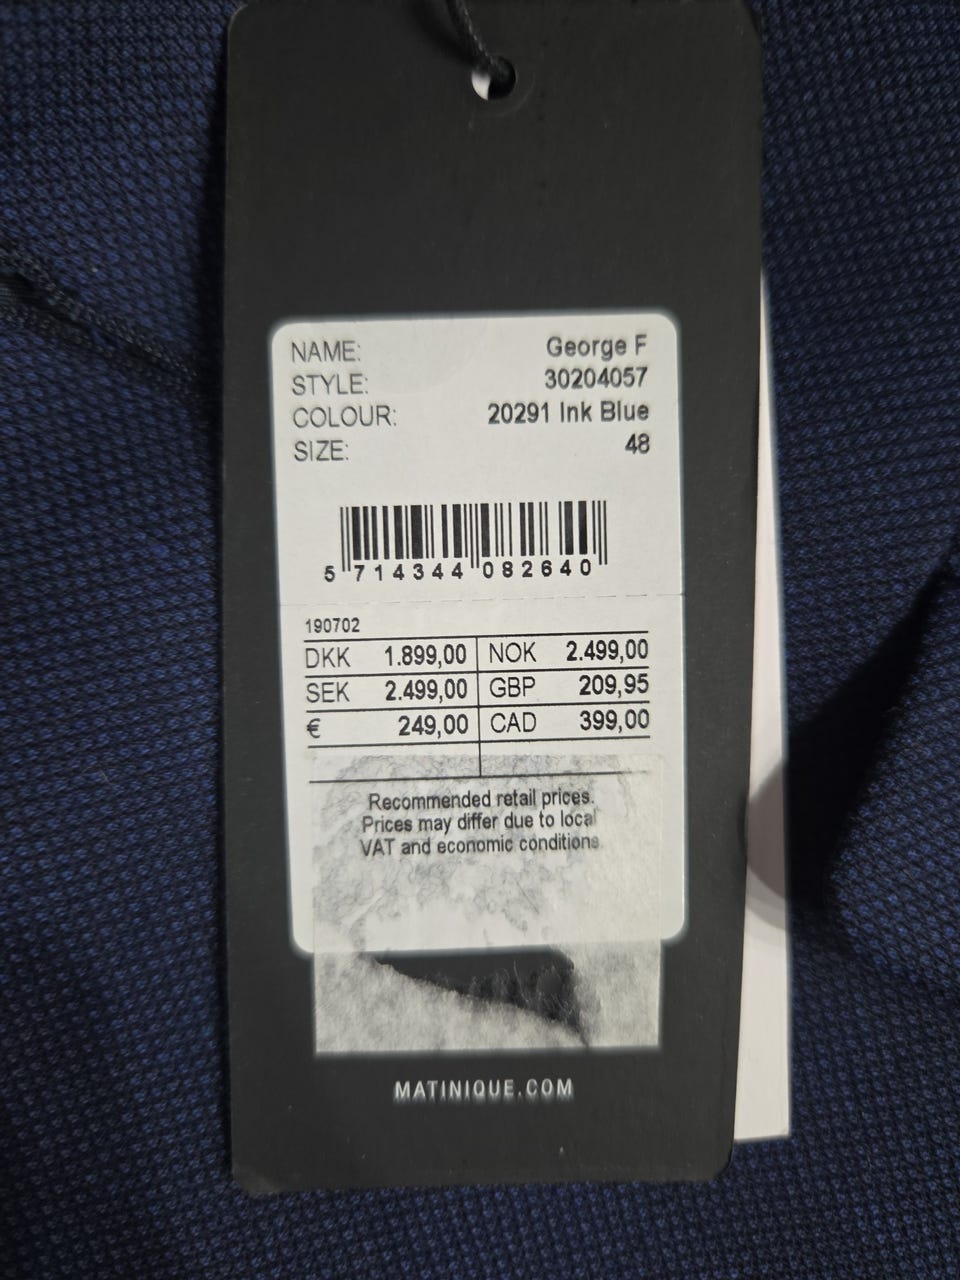 NAME: George F
STYLE: 30204057
COLOUR: 20291 Ink Blue
SIZE: 48
5 714344 082640
190702
DKK 1.899,00 NOK 2.499,00
SEK 2.499,00 GBP 209,95
€ 249,00 CAD 399,00
Recommended retail prices.
Prices may differ due to local
VAT and economic conditions
MATINIQUE.COM